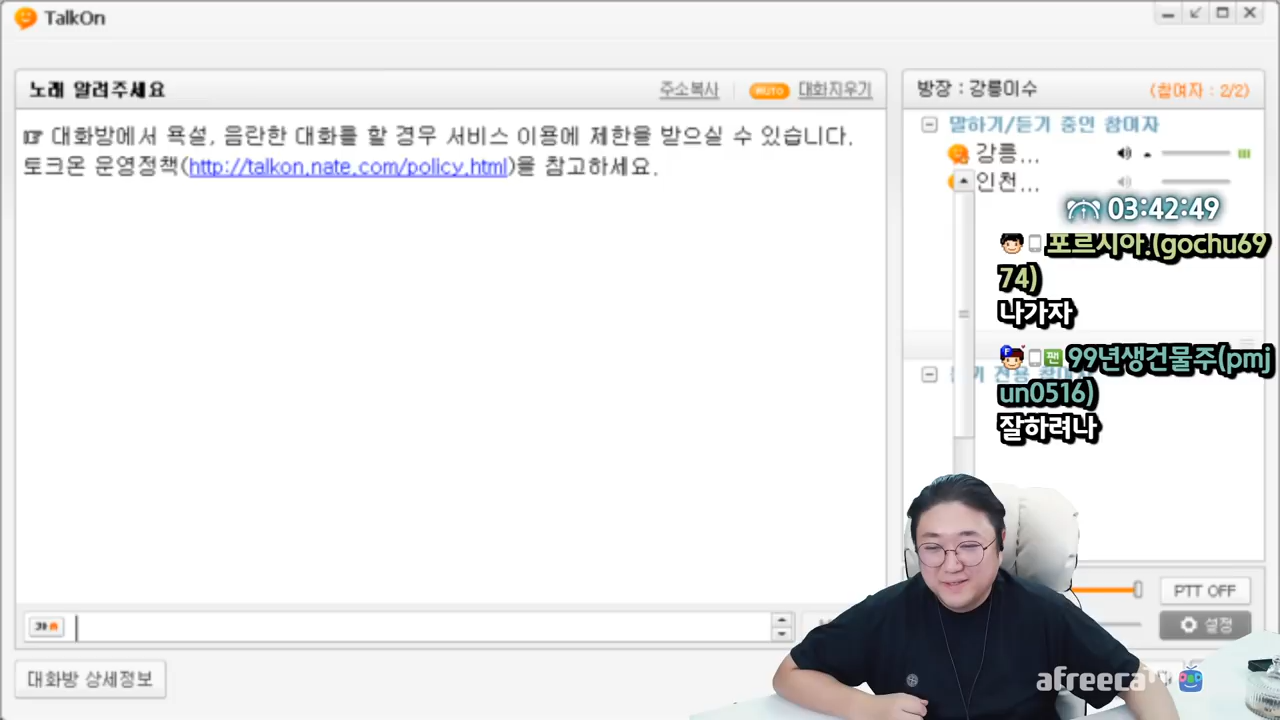 TalkOn
노래 알려주세요
주소복사
AUTO
대화지우기
☞ 대화방에서 욕설, 음란한 대화를 할 경우 서비스 이용에 제한을 받으실 수 있습니다.
토크온 운영정책(http://talkon.nate.com/policy.html)을 참고하세요.
방장 : 강릉이수
(참여자 : 2/2)
말하기/듣기 중인 참여자
강릉...
인천...
03:42:49
포르시아.(gochu69
74)
나가자
팬 99년생건물주(pmj
un0516)
잘하려나
전용
PTT OFF
설정
가
대화방 상세정보
afreeca